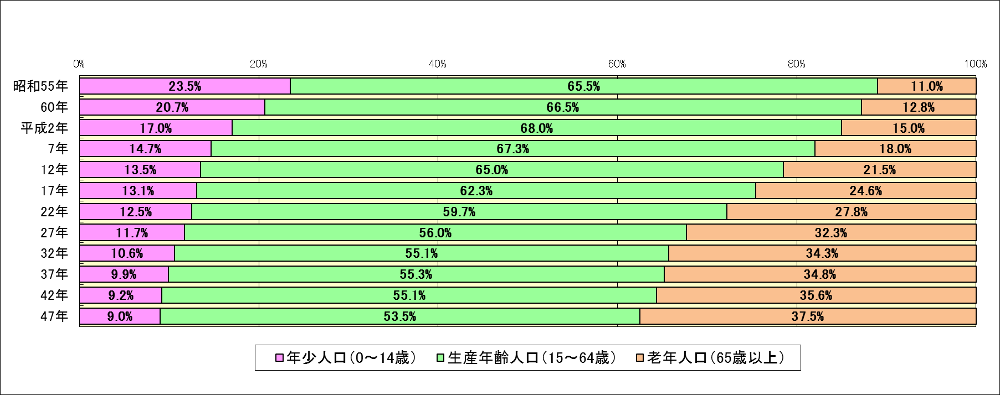 0% 20% 40% 60% 80% 100%
昭和55年 23.5% 65.5% 11.0%
60年 20.7% 66.5% 12.8%
平成2年 17.0% 68.0% 15.0%
7年 14.7% 67.3% 18.0%
12年 13.5% 65.0% 21.5%
17年 13.1% 62.3% 24.6%
22年 12.5% 59.7% 27.8%
27年 11.7% 56.0% 32.3%
32年 10.6% 55.1% 34.3%
37年 9.9% 55.3% 34.8%
42年 9.2% 55.1% 35.6%
47年 9.0% 53.5% 37.5%
年少人口(0～14歳) 生産年齢人口(15～64歳) 老年人口(65歳以上)